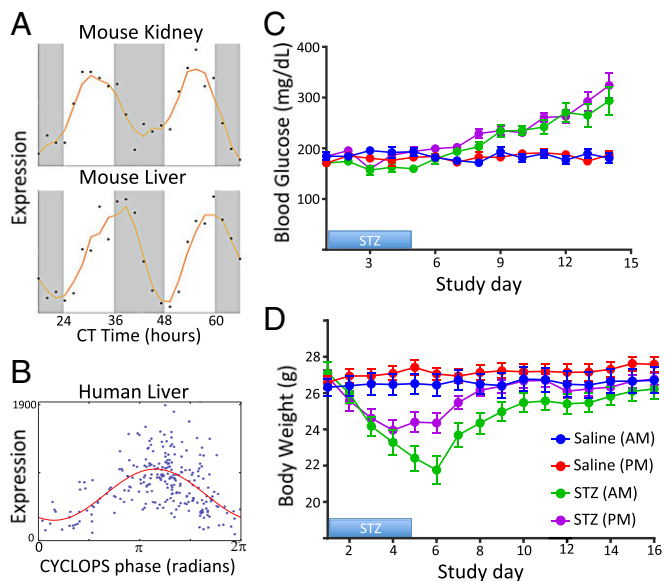 A
Mouse Kidney
Mouse Liver
Expression
24 36 48 60
CT Time (hours)
B
Human Liver
1900
Expression
0
0 π 2π
CYCLOPS phase (radians)
C
Blood Glucose (mg/dL)
400
300
200
100
STZ
3 6 9 12 15
Study day
D
Body Weight (g)
28
26
24
22
20
18
Saline (AM)
Saline (PM)
STZ (AM)
STZ (PM)
STZ
2 4 6 8 10 12 14 16
Study day